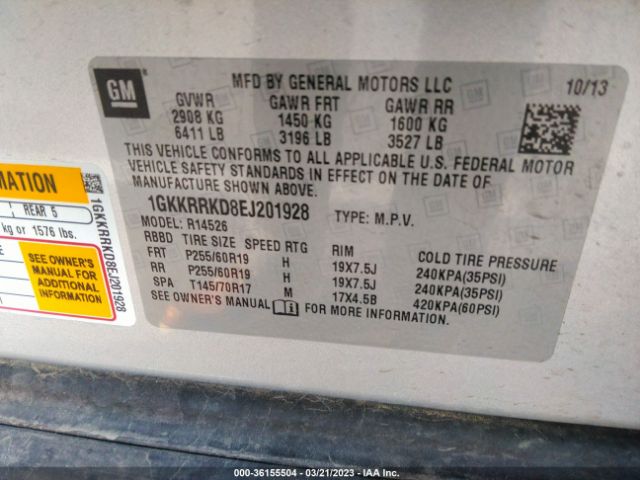 GM
MFD BY GENERAL MOTORS LLC 10/13
GVWR GAWR FRT GAWR RR
2908 KG 1450 KG 1600 KG
6411 LB 3196 LB 3527 LB
THIS VEHICLE CONFORMS TO ALL APPLICABLE U.S. FEDERAL MOTOR
VEHICLE SAFETY STANDARDS IN EFFECT ON THE DATE OF
MANUFACTURE SHOWN ABOVE.
1GKKRRKD8EJ201928 TYPE: M.P.V.
MODEL: R14526
RBBD TIRE SIZE SPEED RTG RIM COLD TIRE PRESSURE
FRT P255/60R19 H 19X7.5J 240KPA(35PSI)
RR P255/60R19 H 19X7.5J 240KPA(35PSI)
SPA T145/70R17 M 17X4.5B 420KPA(60PSI)
SEE OWNER'S MANUAL FOR MORE INFORMATION.
MATION
REAR 5
kg or 1576 lbs.
SEE OWNER'S
MANUAL FOR
ADDITIONAL
INFORMATION
1GKKRRKD8EJ201928
0-36155504 - 03/21/2023 - IAA Inc.